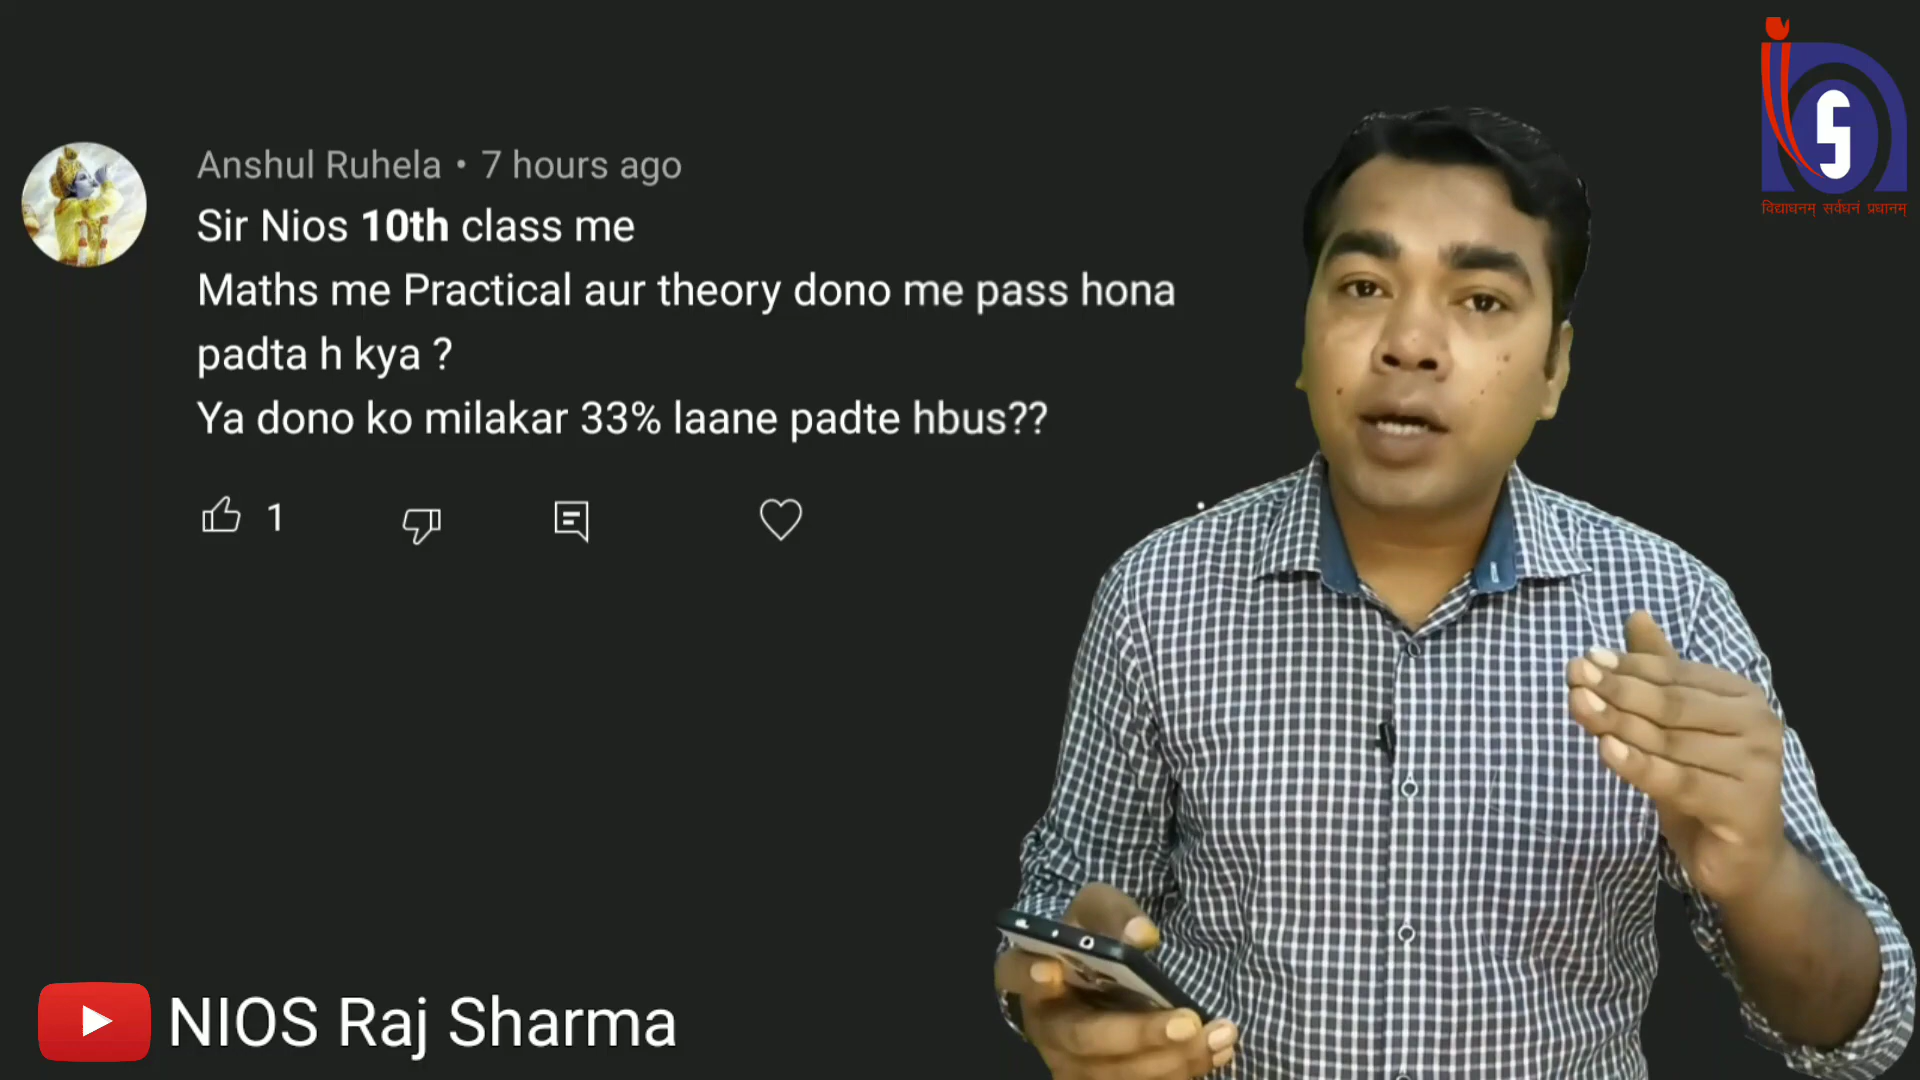 Anshul Ruhela • 7 hours ago
Sir Nios 10th class me
Maths me Practical aur theory dono me pass hona
padta h kya ?
Ya dono ko milakar 33% laane padte hbus??
1
विद्याधनम् सर्वधनं प्रधानम्
NIOS Raj Sharma